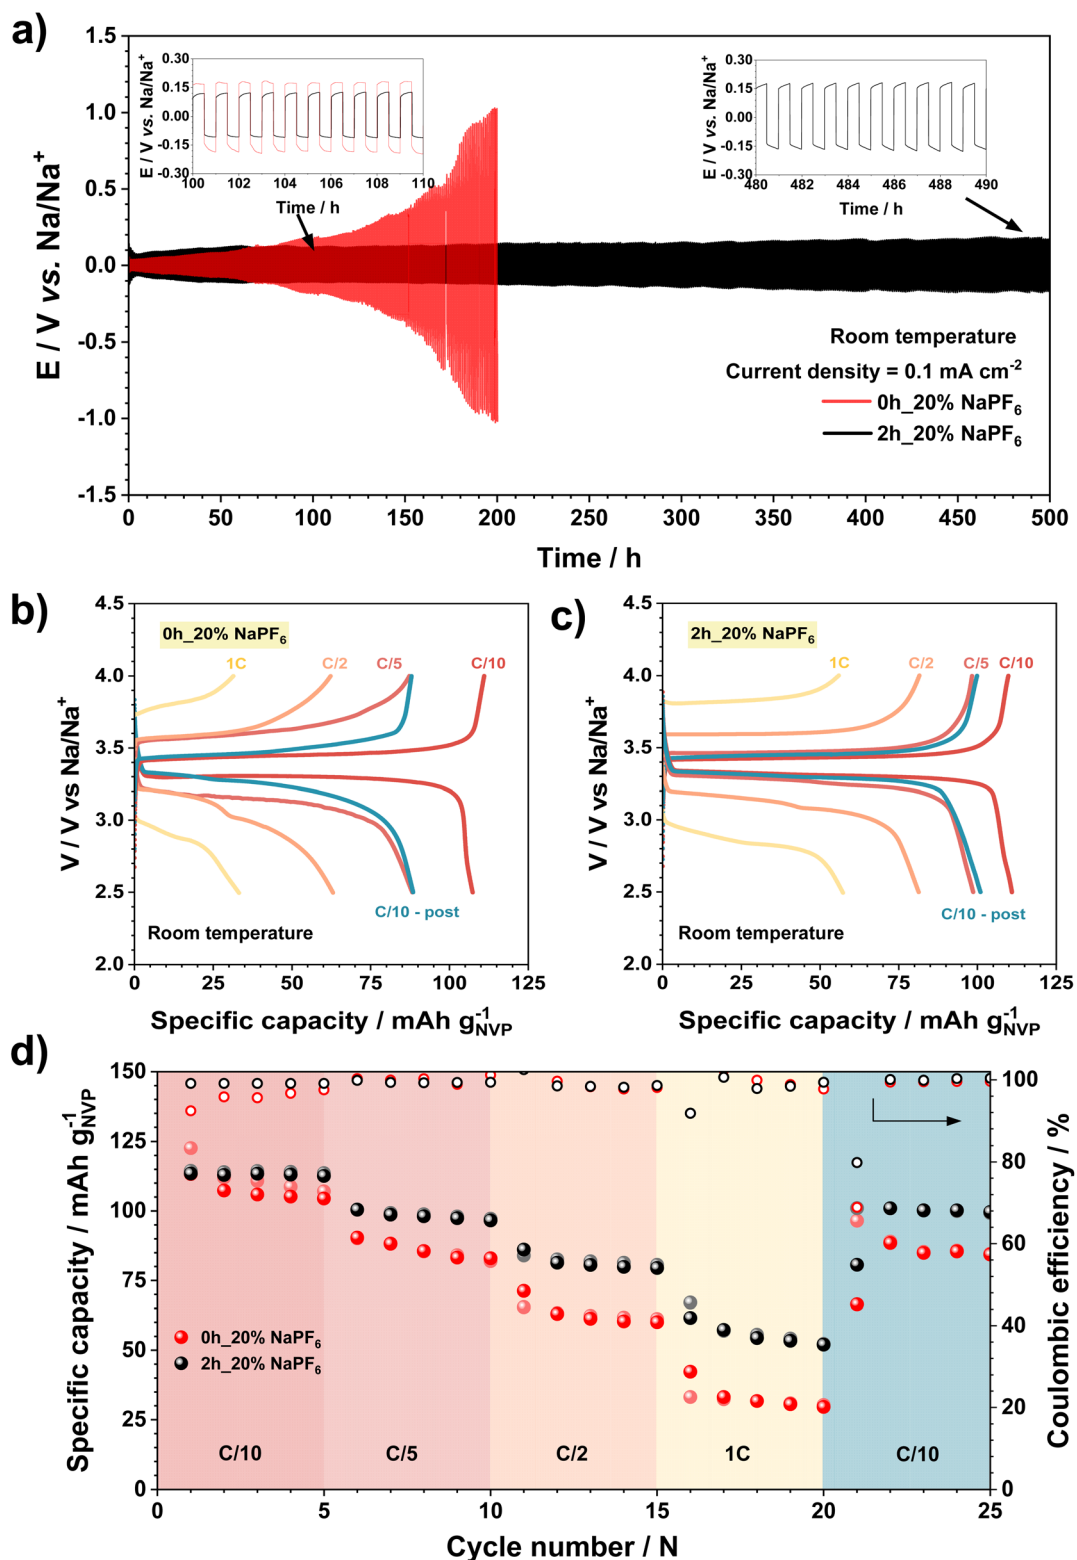 a)
E / V vs. Na/Na+
1.5
1.0
0.5
0.0
-0.5
-1.0
-1.5
E / V vs. Na/Na+
0.30
0.15
0.00
-0.15
-0.30
100 102 104 106 108 110
Time / h
E / V vs. Na/Na+
0.30
0.15
0.00
-0.15
-0.30
480 482 484 486 488 490
Time / h
Room temperature
Current density = 0.1 mA cm-2
0h_20% NaPF6
2h_20% NaPF6
0 50 100 150 200 250 300 350 400 450 500
Time / h
b)
V / V vs Na/Na+
4.5
4.0
3.5
3.0
2.5
2.0
0h_20% NaPF6
1C C/2 C/5 C/10
C/10 - post
Room temperature
0 25 50 75 100 125
Specific capacity / mAh g-1NVP
c)
V / V vs Na/Na+
4.5
4.0
3.5
3.0
2.5
2.0
2h_20% NaPF6
1C C/2 C/5 C/10
C/10 - post
Room temperature
0 25 50 75 100 125
Specific capacity / mAh g-1NVP
d)
Specific capacity / mAh g-1NVP
150
125
100
75
50
25
0
0h_20% NaPF6
2h_20% NaPF6
C/10 C/5 C/2 1C C/10
100
80
60
40
20
0
Coulombic efficiency / %
0 5 10 15 20 25
Cycle number / N